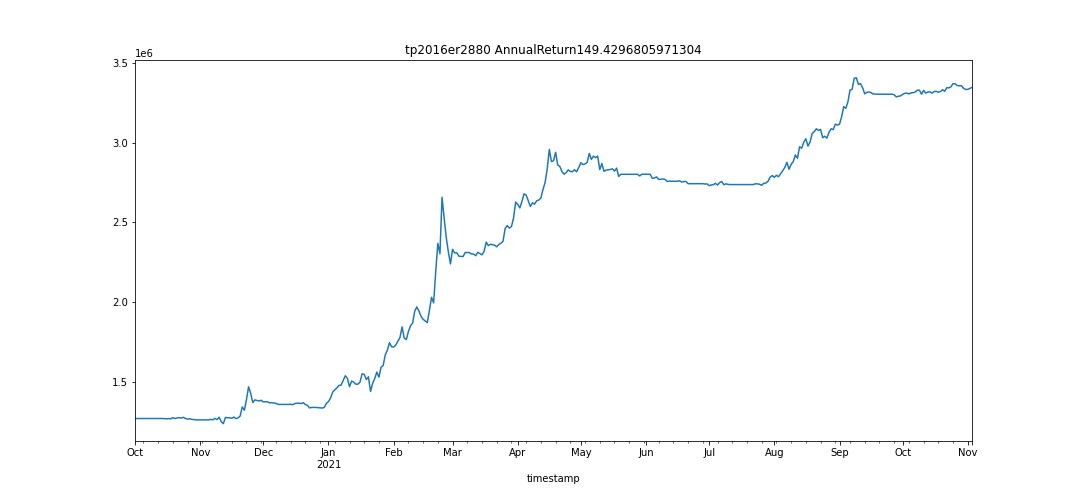 tp2016er2880 AnnualReturn149.4296805971304
1e6
3.5
3.0
2.5
2.0
1.5
Oct Nov Dec Jan Feb Mar Apr May Jun Jul Aug Sep Oct Nov
2021
timestamp